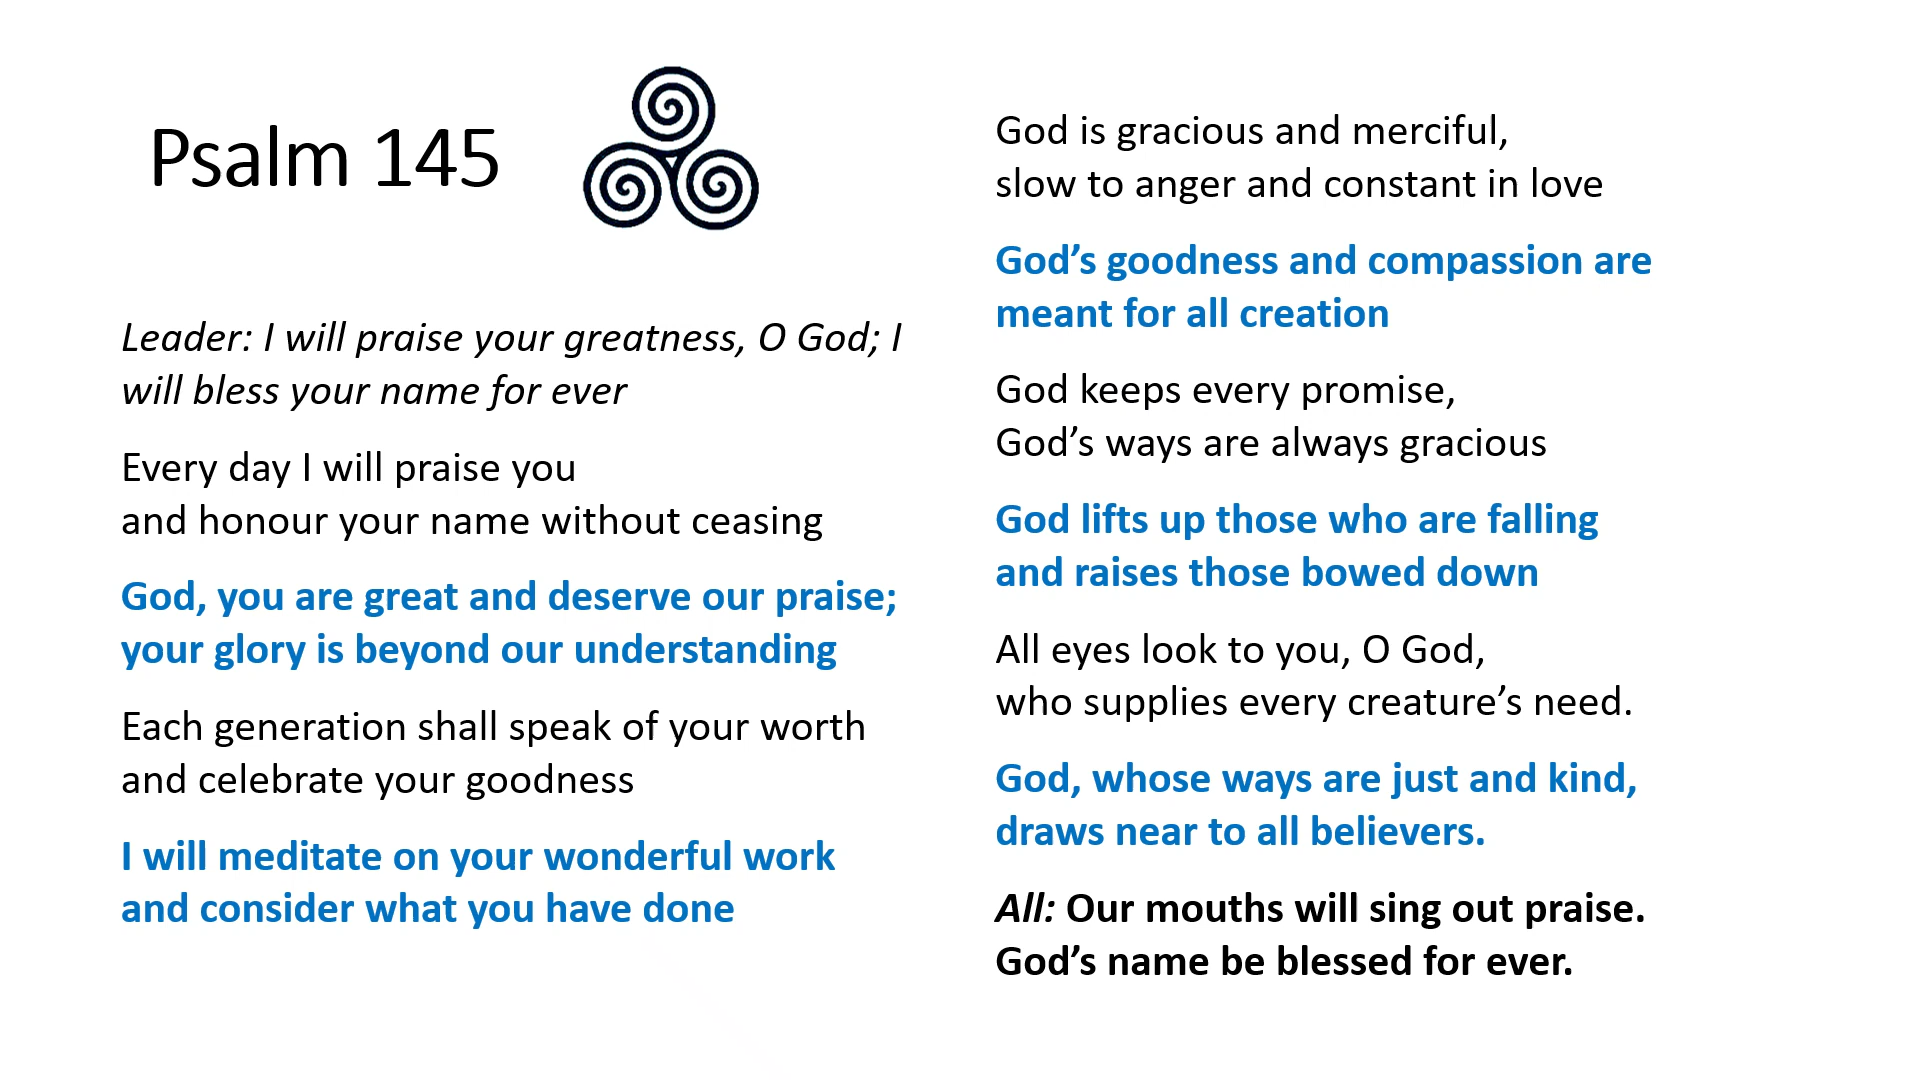 Psalm 145
Leader: I will praise your greatness, O God; I
will bless your name for ever
Every day I will praise you
and honour your name without ceasing
God, you are great and deserve our praise;
your glory is beyond our understanding
Each generation shall speak of your worth
and celebrate your goodness
I will meditate on your wonderful work
and consider what you have done
God is gracious and merciful,
slow to anger and constant in love
God’s goodness and compassion are
meant for all creation
God keeps every promise,
God’s ways are always gracious
God lifts up those who are falling
and raises those bowed down
All eyes look to you, O God,
who supplies every creature’s need.
God, whose ways are just and kind,
draws near to all believers.
All: Our mouths will sing out praise.
God’s name be blessed for ever.